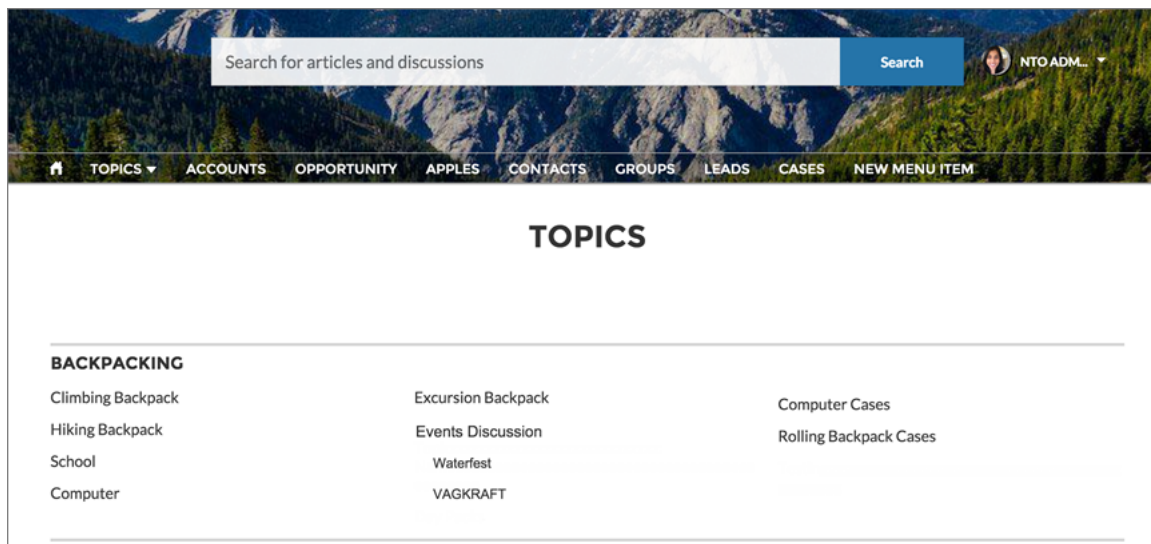 Search for articles and discussions
Search
NTO ADM...
TOPICS
ACCOUNTS
OPPORTUNITY
APPLES
CONTACTS
GROUPS
LEADS
CASES
NEW MENU ITEM
TOPICS
BACKPACKING
Climbing Backpack
Hiking Backpack
School
Computer
Excursion Backpack
Events Discussion
Waterfest
VAGKRAFT
Computer Cases
Rolling Backpack Cases